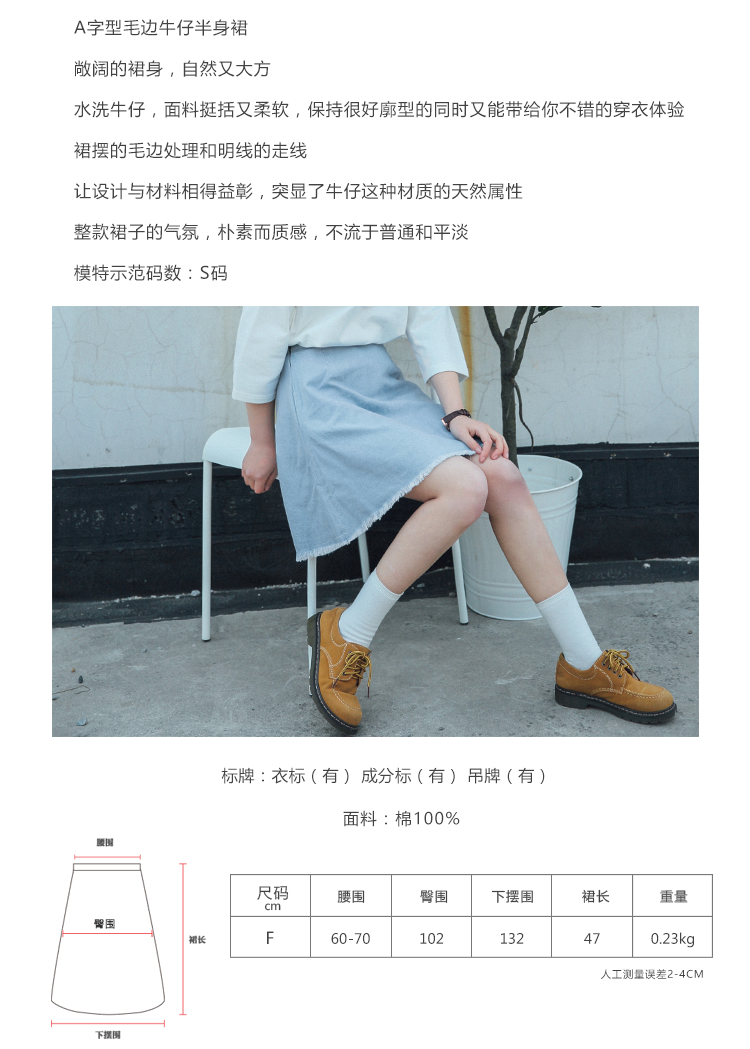 A字型毛边牛仔半身裙
敞阔的裙身，自然又大方
水洗牛仔，面料挺括又柔软，保持很好廓型的同时又能带给你不错的穿衣体验
裙摆的毛边处理和明线的走线
让设计与材料相得益彰，突显了牛仔这种材质的天然属性
整款裙子的气氛，朴素而质感，不流于普通和平淡
模特示范码数：S码
标牌：衣标（有） 成分标（有） 吊牌（有）
面料：棉100%
腰围
臀围
裙长
下摆围
尺码 cm 腰围 臀围 下摆围 裙长 重量
F 60-70 102 132 47 0.23kg
人工测量误差2-4CM